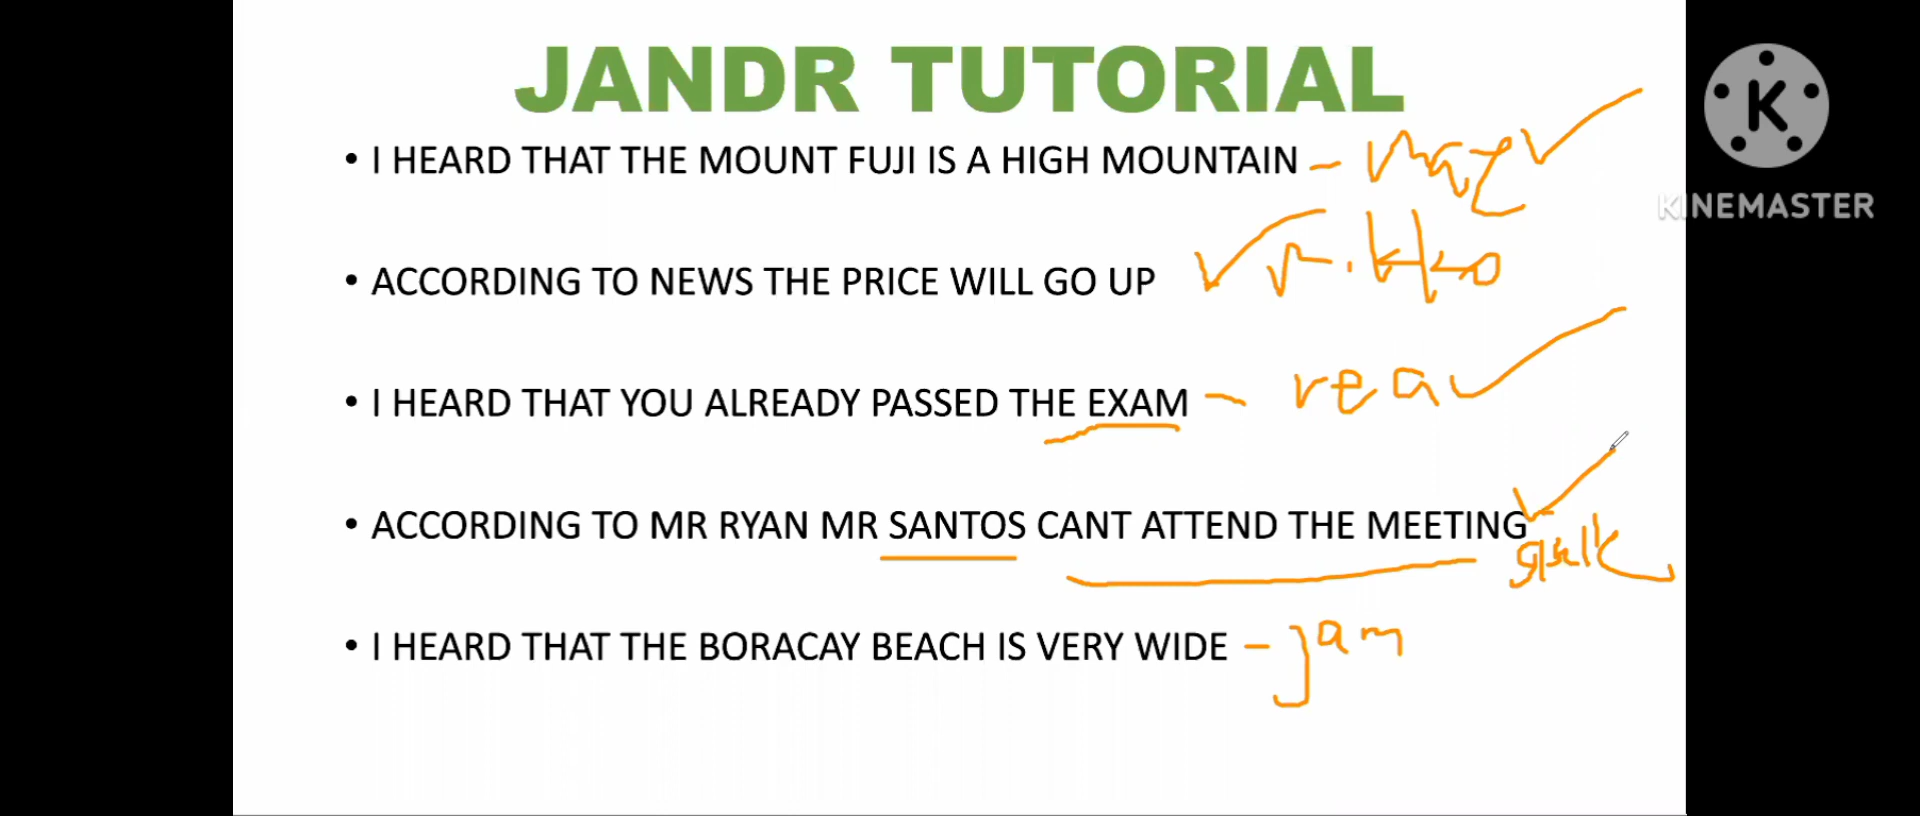 JANDR TUTORIAL
• I HEARD THAT THE MOUNT FUJI IS A HIGH MOUNTAIN -
• ACCORDING TO NEWS THE PRICE WILL GO UP
• I HEARD THAT YOU ALREADY PASSED THE EXAM - rea
• ACCORDING TO MR RYAN MR SANTOS CANT ATTEND THE MEETING
• I HEARD THAT THE BORACAY BEACH IS VERY WIDE - jam
K
KINEMASTER